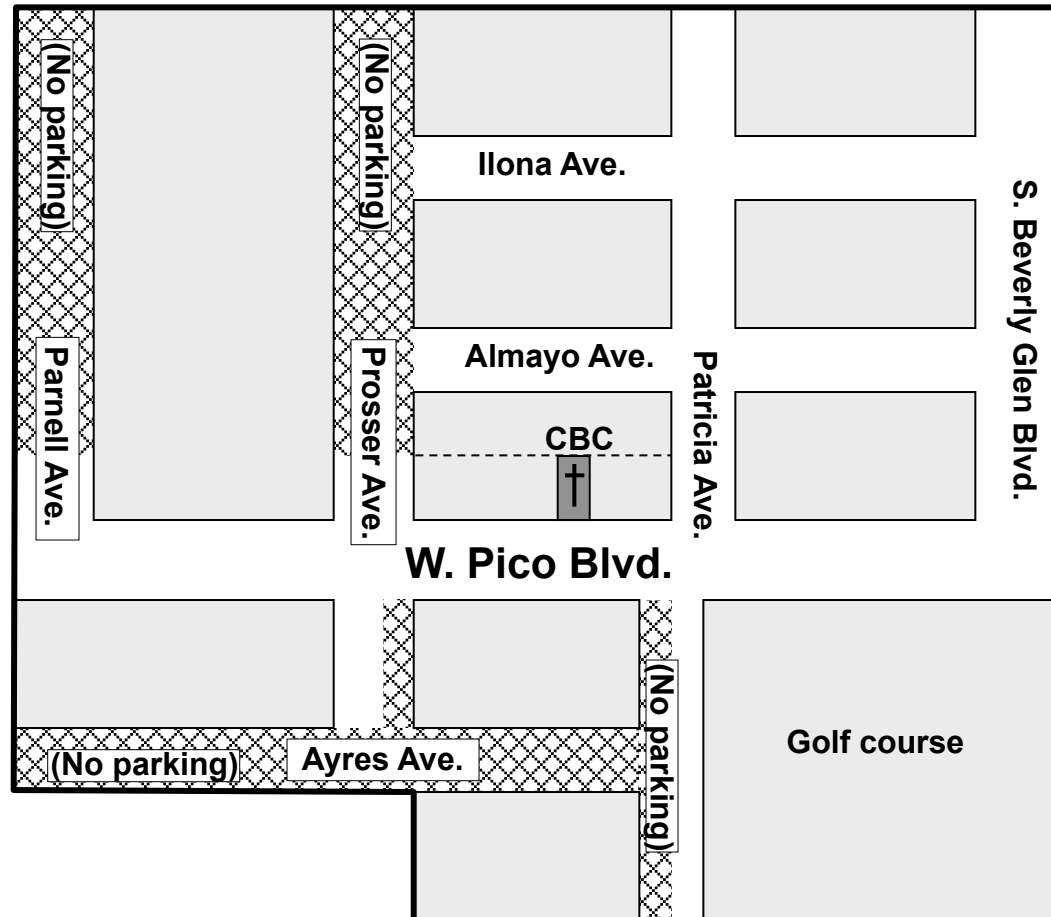 (No parking)
(No parking)
Ilona Ave.
S. Beverly Glen Blvd.
Parnell Ave.
Prosser Ave.
Almayo Ave.
Patricia Ave.
CBC
W. Pico Blvd.
(No parking)
Ayres Ave.
(No parking)
Golf course